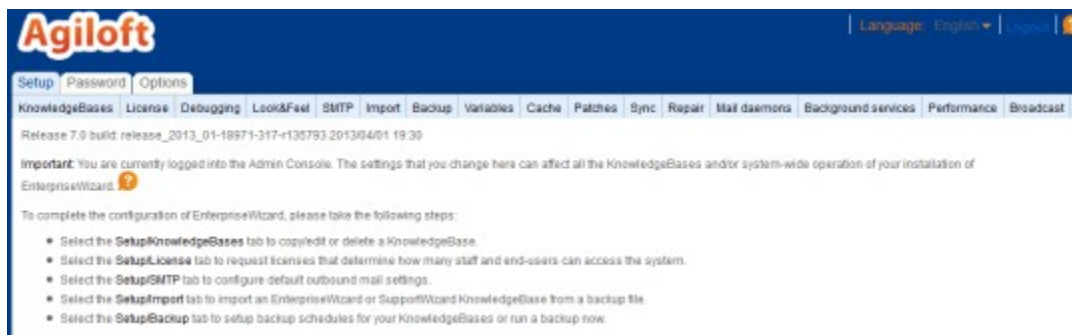 Agiloft
Language: English Logout
Setup Password Options
KnowledgeBases License Debugging Look&Feel SMTP Import Backup Variables Cache Patches Sync Repair Mail daemons Background services Performance Broadcast
Release 7.0 build: release_2013_01-18971-317-r135793 2013/04/01 19:30
Important: You are currently logged into the Admin Console. The settings that you change here can affect all the KnowledgeBases and/or system-wide operation of your installation of
EnterpriseWizard. ?
To complete the configuration of EnterpriseWizard, please take the following steps:
• Select the Setup/KnowledgeBases tab to copy/edit or delete a KnowledgeBase.
• Select the Setup/License tab to request licenses that determine how many staff and end-users can access the system.
• Select the Setup/SMTP tab to configure default outbound mail settings.
• Select the Setup/Import tab to import an EnterpriseWizard or SupportWizard KnowledgeBase from a backup file.
• Select the Setup/Backup tab to setup backup schedules for your KnowledgeBases or run a backup now.